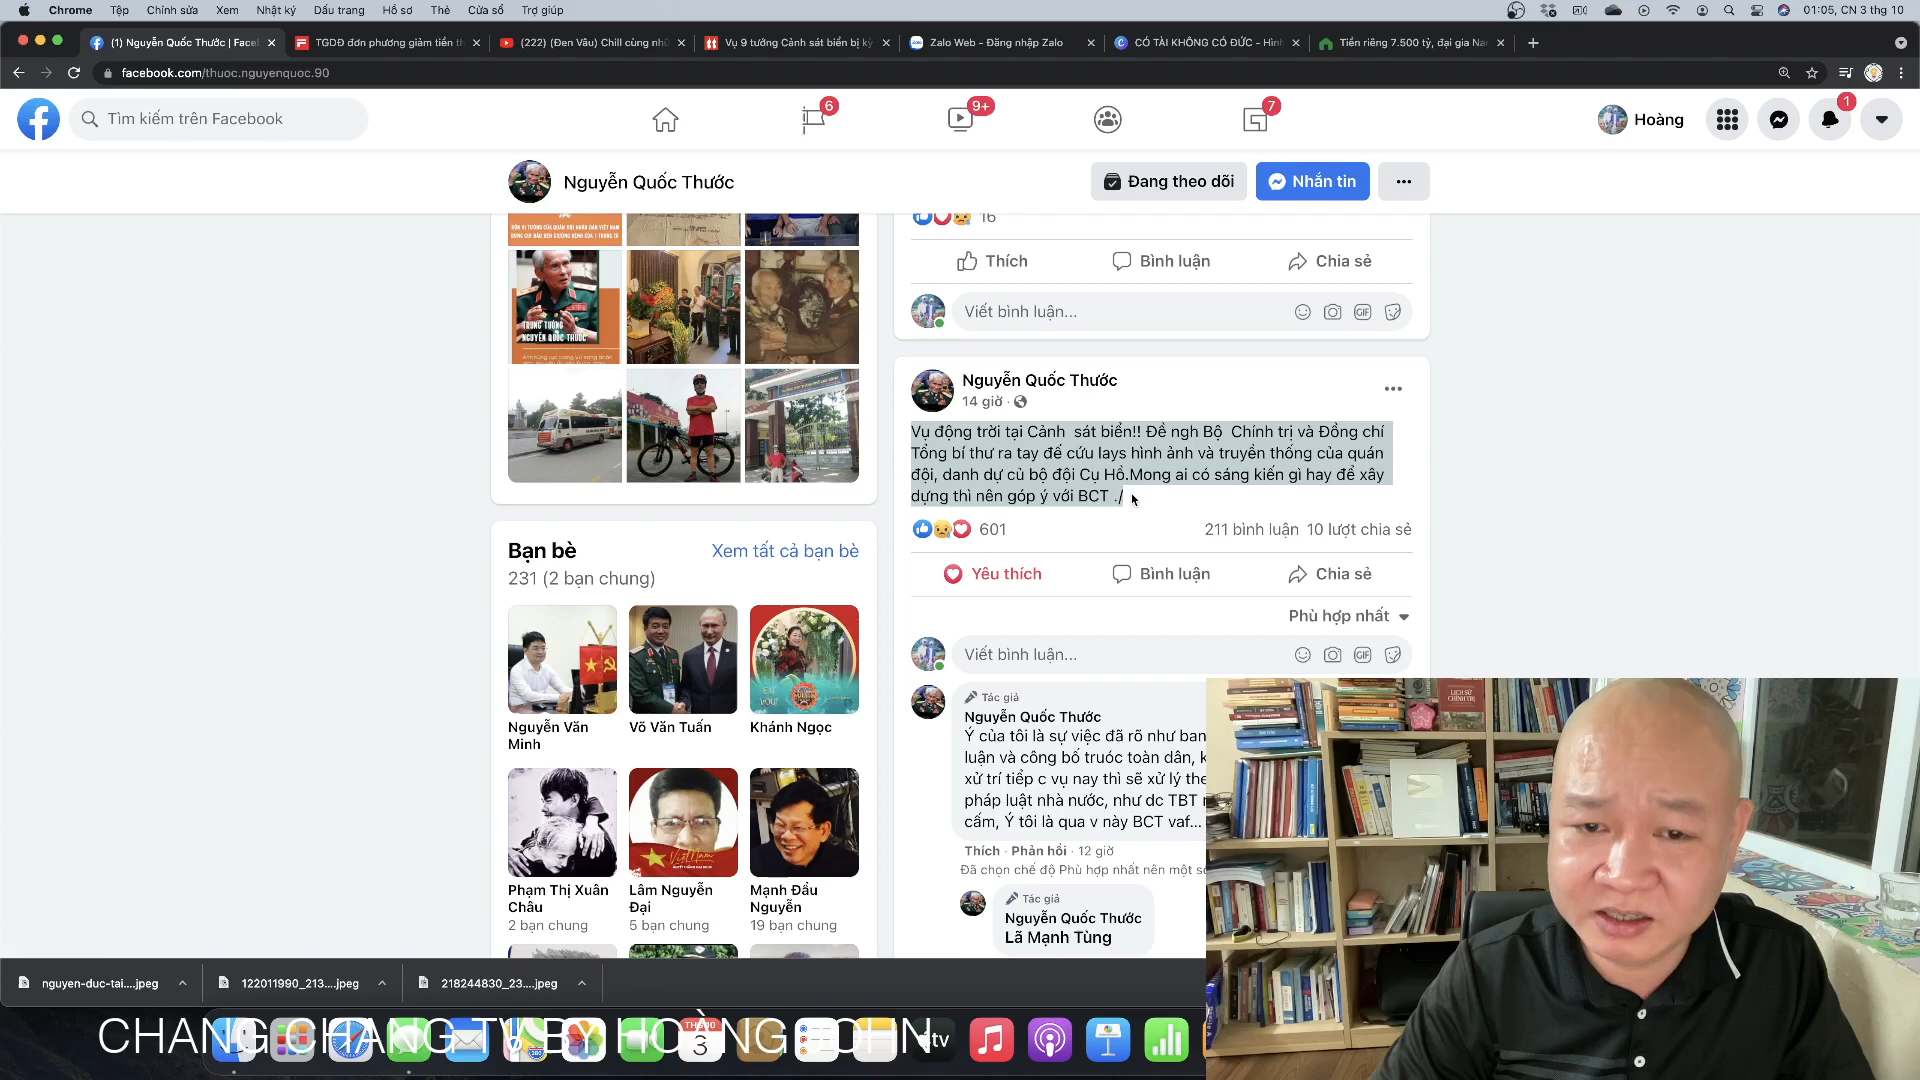 Chrome Tệp Chỉnh sửa Xem Nhật ký Dấu trang Hồ sơ Thẻ Cửa sổ Trợ giúp 01:05, CN 3 thg 10
(1) Nguyễn Quốc Thước | Face
TGDĐ đơn phương giảm tiền th
(222) (Đen Vâu) Chill cùng nhữ
Vụ 9 tướng Cảnh sát biển bị kỷ
Zalo Web - Đăng nhập Zalo
CÓ TÀI KHÔNG CÓ ĐỨC - Hình
Tiền riêng 7.500 tỷ, đại gia Na
facebook.com/thuoc.nguyenquoc.90
Tìm kiếm trên Facebook
6
9+
7
Hoàng
1
Nguyễn Quốc Thước
Đang theo dõi
Nhắn tin
TRUNG TƯỚNG
NGUYỄN QUỐC THƯỚC
Bạn bè
Xem tất cả bạn bè
231 (2 bạn chung)
Nguyễn Văn Minh
Võ Văn Tuấn
Khánh Ngọc
Phạm Thị Xuân Châu
2 bạn chung
Lâm Nguyễn Đại
5 bạn chung
Mạnh Đẩu Nguyễn
19 bạn chung
16
Thích
Bình luận
Chia sẻ
Viết bình luận...
GIF
Nguyễn Quốc Thước
14 giờ ·
Vụ động trời tại Cảnh sát biển!! Đề ngh Bộ Chính trị và Đồng chí
Tổng bí thư ra tay đế cứu lays hình ảnh và truyền thống của quán
đội, danh dự củ bộ đội Cụ Hồ.Mong ai có sáng kiến gì hay để xây
dựng thì nên góp ý với BCT ./
601
211 bình luận 10 lượt chia sẻ
Yêu thích
Bình luận
Chia sẻ
Phù hợp nhất
Viết bình luận...
GIF
Tác giả
Nguyễn Quốc Thước
Ý của tôi là sự việc đã rõ như ban
luận và công bố truóc toàn dân, k
xử trí tiếp c vụ nay thì sẽ xử lý the
pháp luật nhà nước, như dc TBT
cấm, Ý tôi là qua v này BCT vaf...
Thích · Phản hồi · 12 giờ
Đã chọn chế độ Phù hợp nhất nên một s
Tác giả
Nguyễn Quốc Thước
Lã Mạnh Tùng
LỊCH SỬ
CHÍNH TRỊ
nguyen-duc-tai....jpeg
122011990_213....jpeg
218244830_23....jpeg
CHANG CHANG TV BY HOÀNG JOHN
3
tv